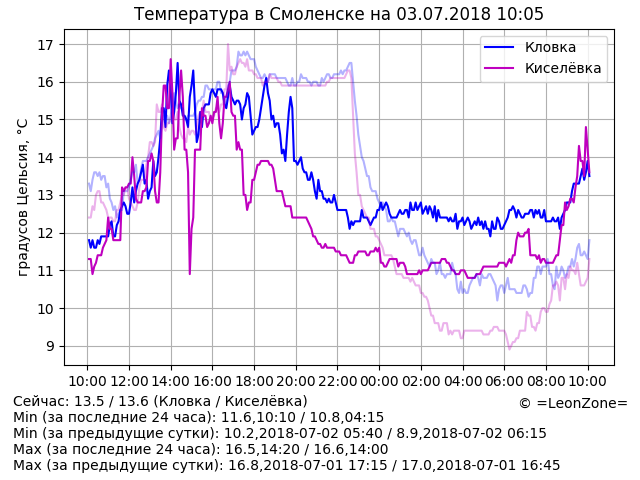 Температура в Смоленске на 03.07.2018 10:05
градусов Цельсия, °C
17
16
15
14
13
12
11
10
9
Кловка
Киселёвка
10:00 12:00 14:00 16:00 18:00 20:00 22:00 00:00 02:00 04:00 06:00 08:00 10:00
Сейчас: 13.5 / 13.6 (Кловка / Киселёвка)
© =LeonZone=
Min (за последние 24 часа): 11.6,10:10 / 10.8,04:15
Min (за предыдущие сутки): 10.2,2018-07-02 05:40 / 8.9,2018-07-02 06:15
Max (за последние 24 часа): 16.5,14:20 / 16.6,14:00
Max (за предыдущие сутки): 16.8,2018-07-01 17:15 / 17.0,2018-07-01 16:45